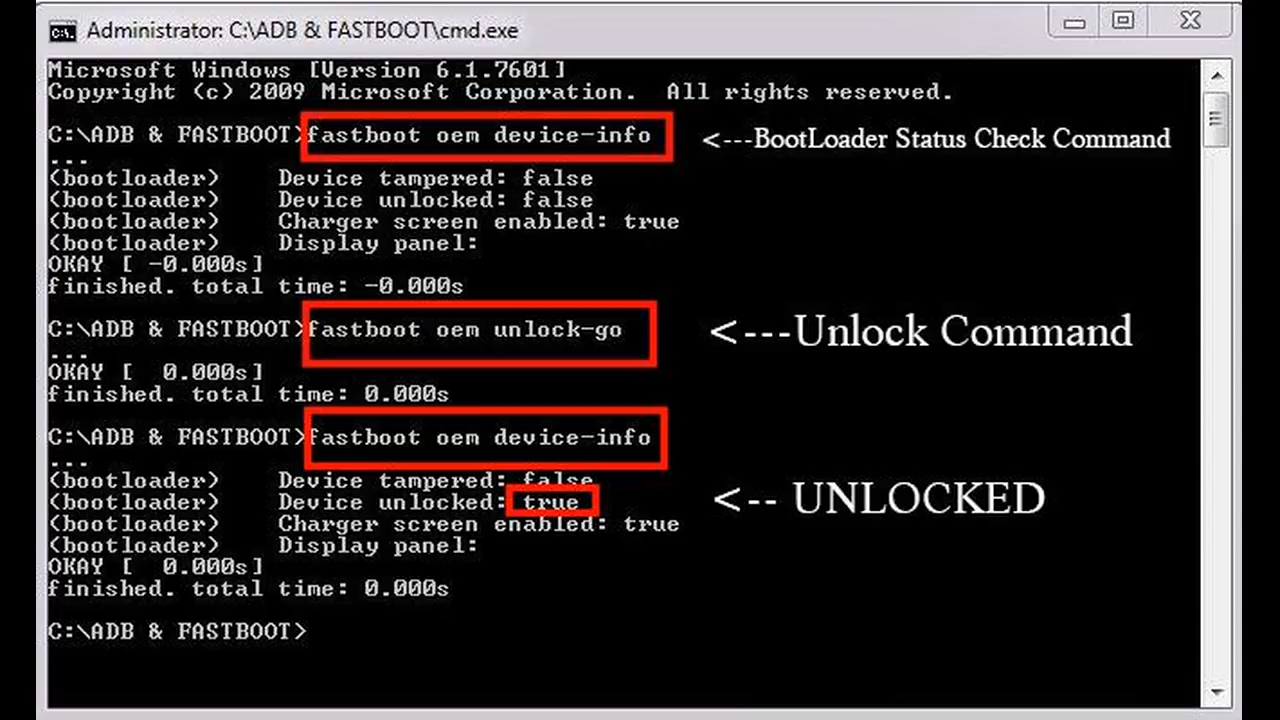 Administrator: C:\ADB & FASTBOOT\cmd.exe
Microsoft Windows [Version 6.1.7601]
Copyright (c) 2009 Microsoft Corporation.  All rights reserved.
C:\ADB & FASTBOOT>fastboot oem device-info <---BootLoader Status Check Command
...
(bootloader)    Device tampered: false
(bootloader)    Device unlocked: false
(bootloader)    Charger screen enabled: true
(bootloader)    Display panel:
OKAY [ -0.000s]
finished. total time: -0.000s
C:\ADB & FASTBOOT>fastboot oem unlock-go <---Unlock Command
...
OKAY [  0.000s]
finished. total time: 0.000s
C:\ADB & FASTBOOT>fastboot oem device-info
...
(bootloader)    Device tampered: false
(bootloader)    Device unlocked: true <-- UNLOCKED
(bootloader)    Charger screen enabled: true
(bootloader)    Display panel:
OKAY [  0.000s]
finished. total time: 0.000s
C:\ADB & FASTBOOT>